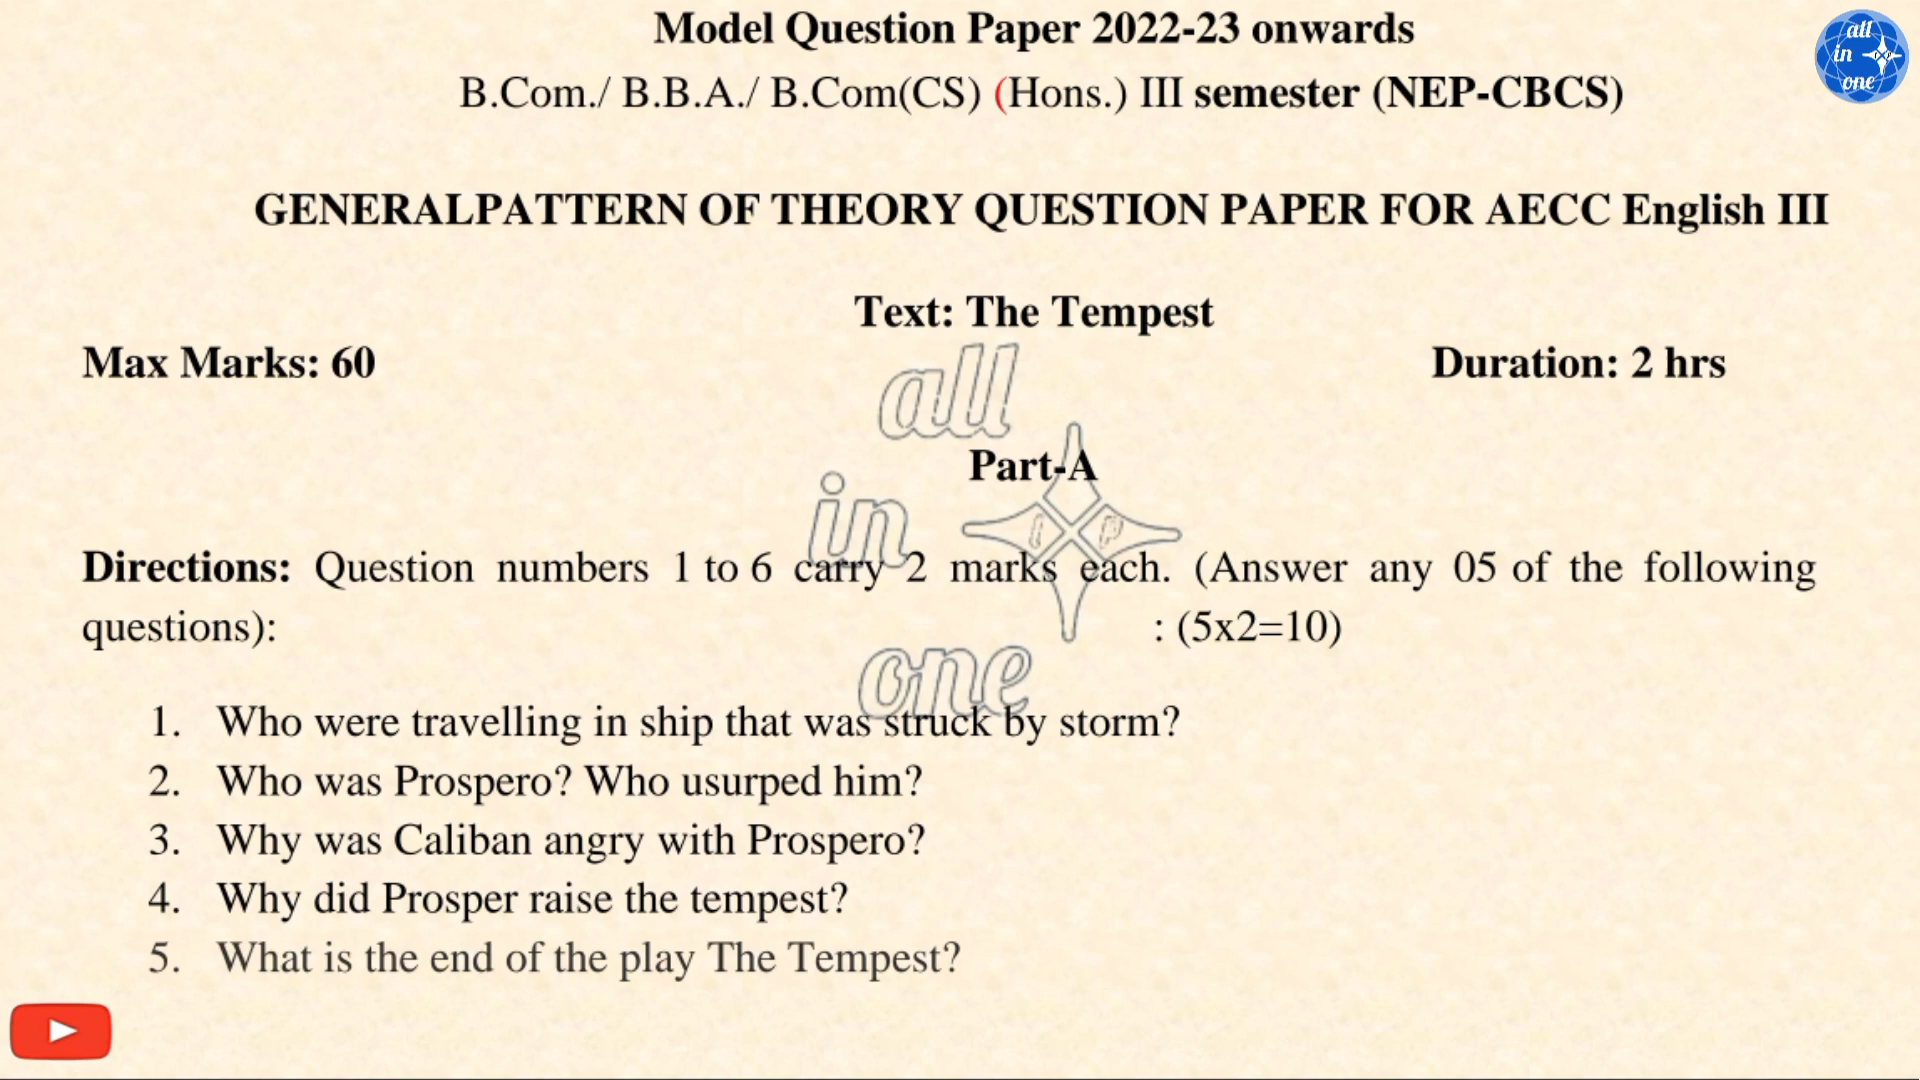 Model Question Paper 2022-23 onwards
all
in
one
B.Com./ B.B.A./ B.Com(CS) (Hons.) III semester (NEP-CBCS)
GENERALPATTERN OF THEORY QUESTION PAPER FOR AECC English III
Text: The Tempest
Max Marks: 60 Duration: 2 hrs
all
Part-A
in
Directions: Question numbers 1 to 6 carry 2 marks each. (Answer any 05 of the following
questions): : (5x2=10)
one
1. Who were travelling in ship that was struck by storm?
2. Who was Prospero? Who usurped him?
3. Why was Caliban angry with Prospero?
4. Why did Prosper raise the tempest?
5. What is the end of the play The Tempest?